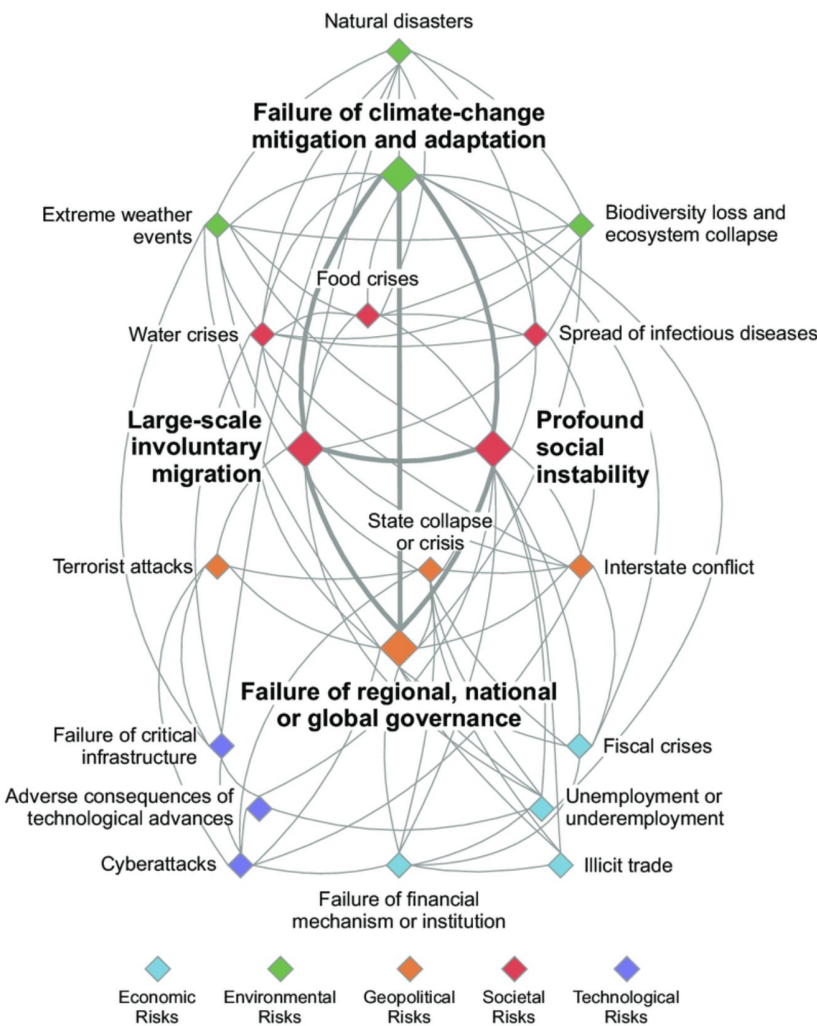 Natural disasters
Failure of climate-change
mitigation and adaptation
Extreme weather
events
Biodiversity loss and
ecosystem collapse
Food crises
Water crises
Spread of infectious diseases
Large-scale
involuntary
migration
Profound
social
instability
State collapse
or crisis
Terrorist attacks
Interstate conflict
Failure of regional, national
or global governance
Failure of critical
infrastructure
Fiscal crises
Adverse consequences of
technological advances
Unemployment or
underemployment
Cyberattacks
Illicit trade
Failure of financial
mechanism or institution
Economic
Risks
Environmental
Risks
Geopolitical
Risks
Societal
Risks
Technological
Risks